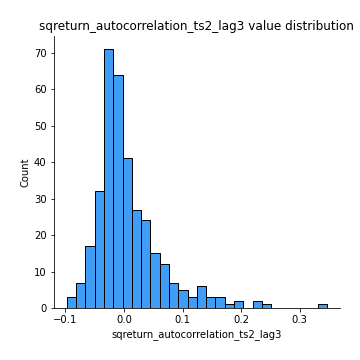 sqreturn_autocorrelation_ts2_lag3 value distribution
70
60
50
40
30
20
10
0
Count
−0.1 0.0 0.1 0.2 0.3
sqreturn_autocorrelation_ts2_lag3